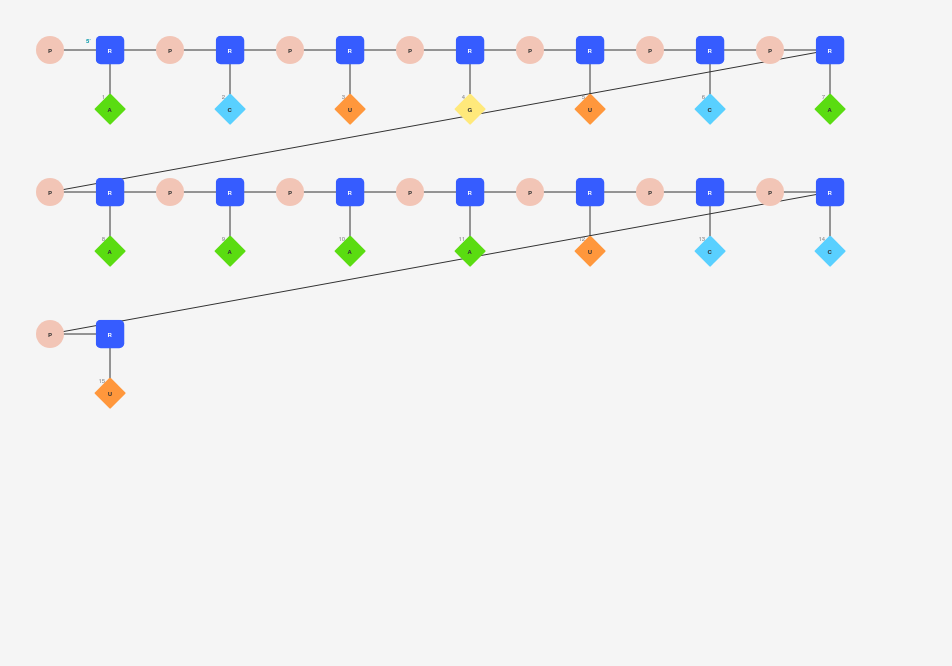 P 5' R P R P R P R P R P R P R
1 A 2 C 3 U 4 G 5 U 6 C 7 A
P R P R P R P R P R P R P R
8 A 9 A 10 A 11 A 12 U 13 C 14 C
P R
15 U